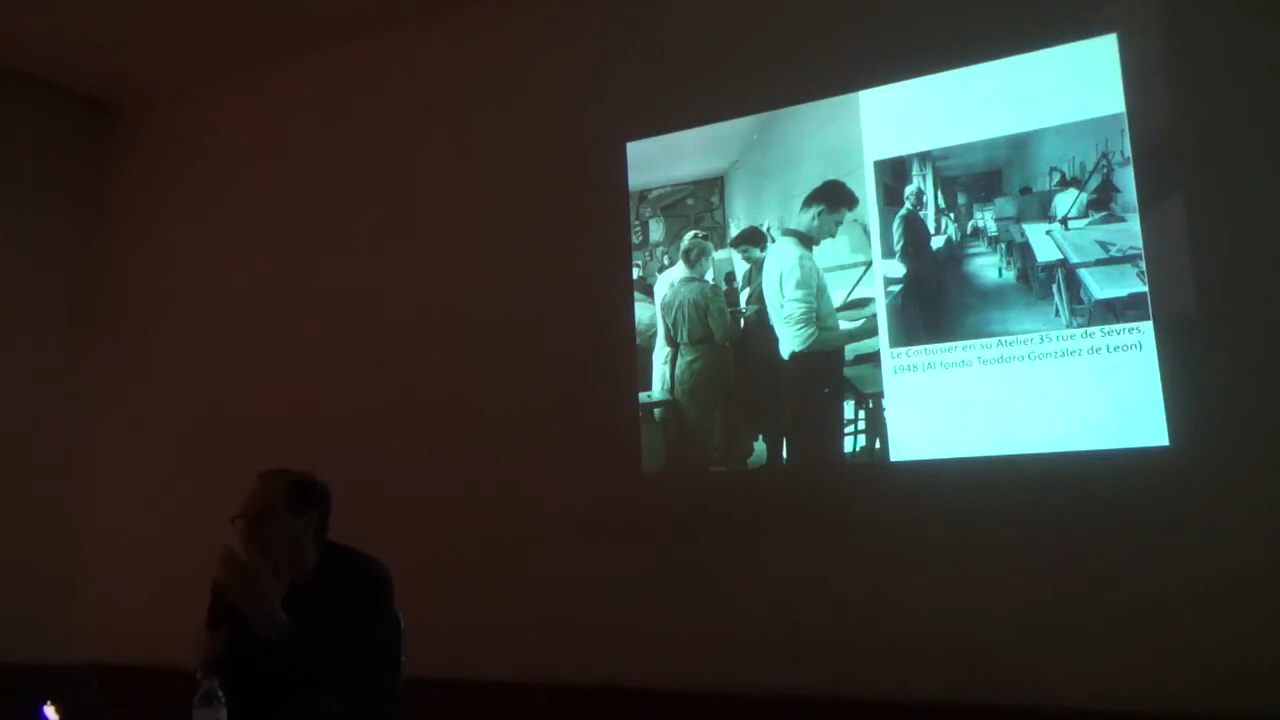 Le Corbusier en su Atelier 35 rue de Sèvres,
1948 (Al fondo Teodoro González de León)